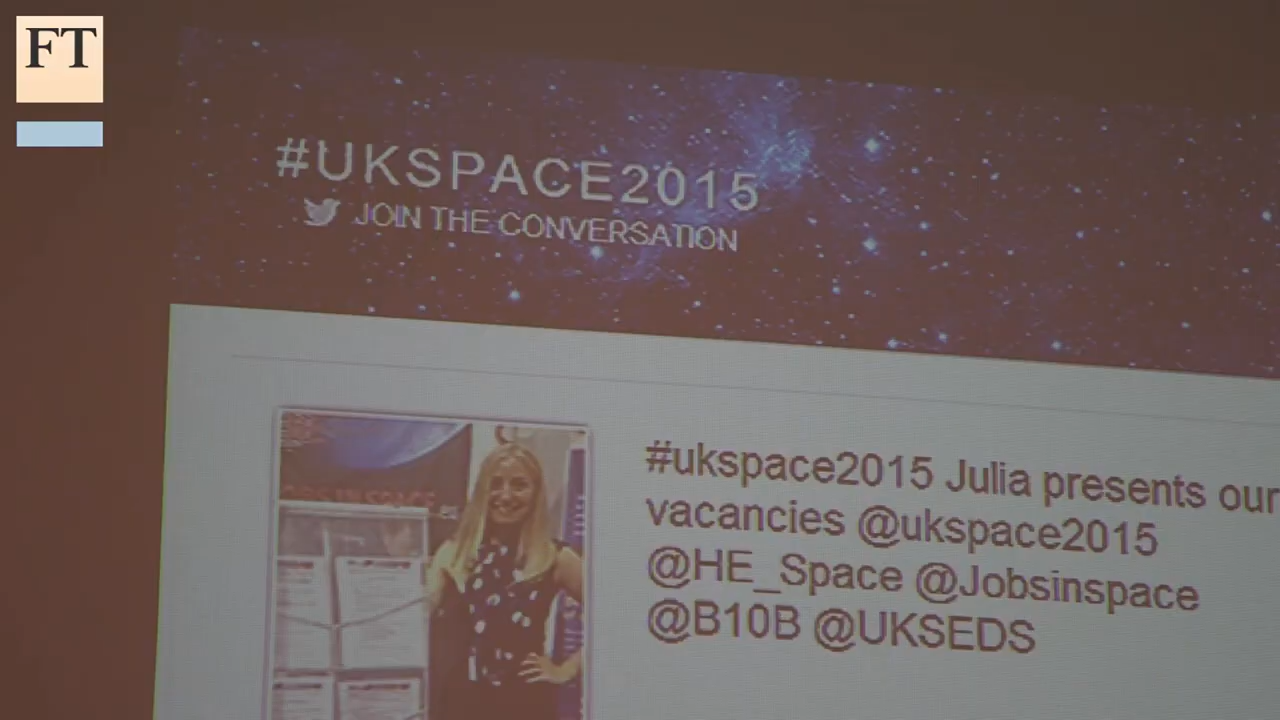 FT
#UKSPACE2015
JOIN THE CONVERSATION
#ukspace2015 Julia presents our
vacancies @ukspace2015
@HE_Space @Jobsinspace
@B10B @UKSEDS